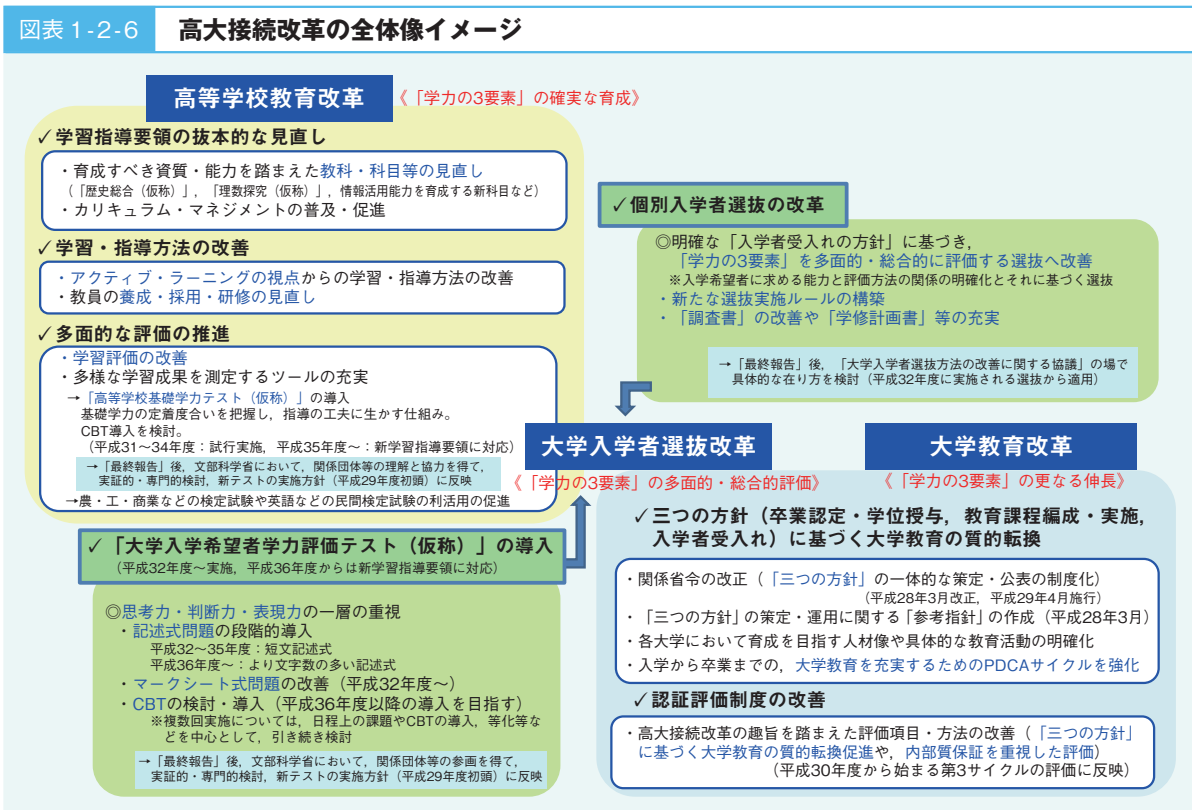 図表 1-2-6 高大接続改革の全体像イメージ
高等学校教育改革
《「学力の3要素」の確実な育成》
✓学習指導要領の抜本的な見直し
・育成すべき資質・能力を踏まえた教科・科目等の見直し
(「歴史総合(仮称)」,「理数探究(仮称)」,情報活用能力を育成する新科目など)
・カリキュラム・マネジメントの普及・促進
✓学習・指導方法の改善
・アクティブ・ラーニングの視点からの学習・指導方法の改善
・教員の養成・採用・研修の見直し
✓多面的な評価の推進
・学習評価の改善
・多様な学習成果を測定するツールの充実
→「高等学校基礎学力テスト(仮称)」の導入
基礎学力の定着度合いを把握し,指導の工夫に生かす仕組み。
CBT導入を検討。
(平成31~34年度:試行実施,平成35年度~:新学習指導要領に対応)
→「最終報告」後,文部科学省において,関係団体等の理解と協力を得て,
実証的・専門的検討,新テストの実施方針(平成29年度初頭)に反映
→農・工・商業などの検定試験や英語などの民間検定試験の利活用の促進
✓個別入学者選抜の改革
◎明確な「入学者受入れの方針」に基づき,
「学力の3要素」を多面的・総合的に評価する選抜へ改善
※入学希望者に求める能力と評価方法の関係の明確化とそれに基づく選抜
・新たな選抜実施ルールの構築
・「調査書」の改善や「学修計画書」等の充実
→「最終報告」後,「大学入学者選抜方法の改善に関する協議」の場で
具体的な在り方を検討(平成32年度に実施される選抜から適用)
大学入学者選抜改革
《「学力の3要素」の多面的・総合的評価》
✓「大学入学希望者学力評価テスト(仮称)」の導入
(平成32年度~実施,平成36年度からは新学習指導要領に対応)
◎思考力・判断力・表現力の一層の重視
・記述式問題の段階的導入
平成32~35年度:短文記述式
平成36年度~:より文字数の多い記述式
・マークシート式問題の改善(平成32年度~)
・CBTの検討・導入(平成36年度以降の導入を目指す)
※複数回実施については,日程上の課題やCBTの導入,等化等な
どを中心として,引き続き検討
→「最終報告」後,文部科学省において,関係団体等の参画を得て,
実証的・専門的検討,新テストの実施方針(平成29年度初頭)に反映
大学教育改革
《「学力の3要素」の更なる伸長》
✓三つの方針(卒業認定・学位授与,教育課程編成・実施,
入学者受入れ)に基づく大学教育の質的転換
・関係省令の改正(「三つの方針」の一体的な策定・公表の制度化)
(平成28年3月改正,平成29年4月施行)
・「三つの方針」の策定・運用に関する「参考指針」の作成(平成28年3月)
・各大学において育成を目指す人材像や具体的な教育活動の明確化
・入学から卒業までの,大学教育を充実するためのPDCAサイクルを強化
✓認証評価制度の改善
・高大接続改革の趣旨を踏まえた評価項目・方法の改善(「三つの方針」
に基づく大学教育の質的転換促進や,内部質保証を重視した評価)
(平成30年度から始まる第3サイクルの評価に反映)